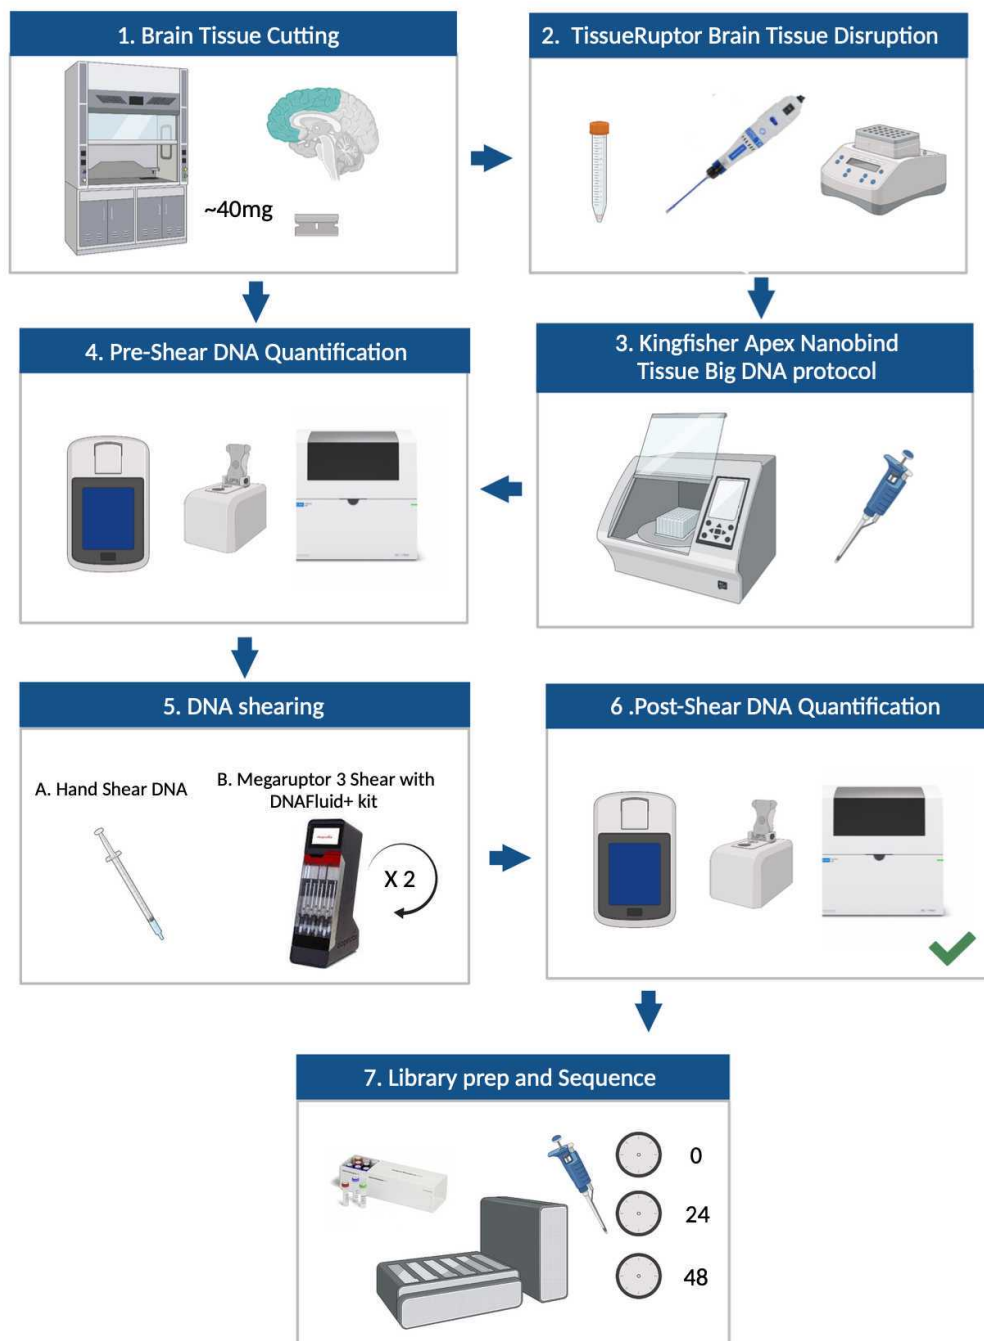 1. Brain Tissue Cutting
~40mg
2. TissueRuptor Brain Tissue Disruption
3. Kingfisher Apex Nanobind
Tissue Big DNA protocol
4. Pre-Shear DNA Quantification
5. DNA shearing
A. Hand Shear DNA
B. Megaruptor 3 Shear with
DNAFluid+ kit
X 2
6 .Post-Shear DNA Quantification
7. Library prep and Sequence
0
24
48